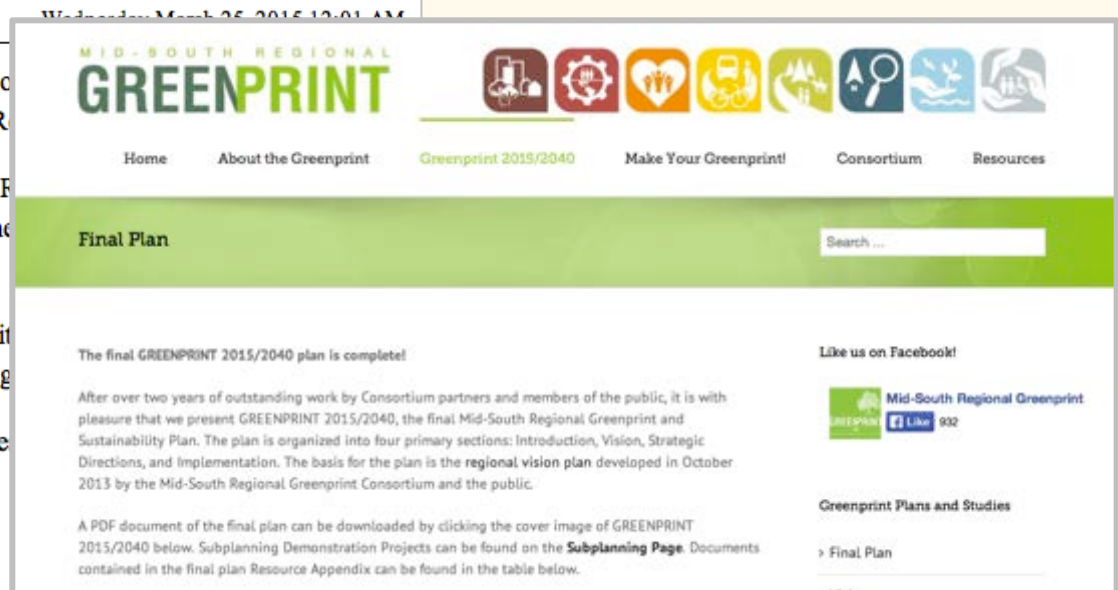 Wednesday March 25, 2015 12:01 AM
MID-SOUTH REGIONAL
GREENPRINT
Home About the Greenprint Greenprint 2015/2040 Make Your Greenprint! Consortium Resources
Final Plan
Search ...
The final GREENPRINT 2015/2040 plan is complete!
After over two years of outstanding work by Consortium partners and members of the public, it is with
pleasure that we present GREENPRINT 2015/2040, the final Mid-South Regional Greenprint and
Sustainability Plan. The plan is organized into four primary sections: Introduction, Vision, Strategic
Directions, and Implementation. The basis for the plan is the regional vision plan developed in October
2013 by the Mid-South Regional Greenprint Consortium and the public.
A PDF document of the final plan can be downloaded by clicking the cover image of GREENPRINT
2015/2040 below. Subplanning Demonstration Projects can be found on the Subplanning Page. Documents
contained in the final plan Resource Appendix can be found in the table below.
Like us on Facebook!
GREENPRINT
Mid-South Regional Greenprint
Like 932
Greenprint Plans and Studies
› Final Plan